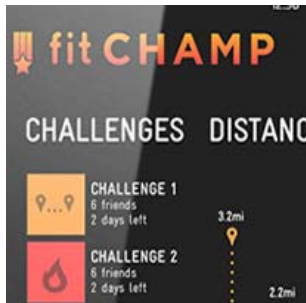 fitCHAMP
CHALLENGES DISTANC
CHALLENGE 1
6 friends
2 days left
3.2mi
CHALLENGE 2
6 friends
2 days left
2.2mi